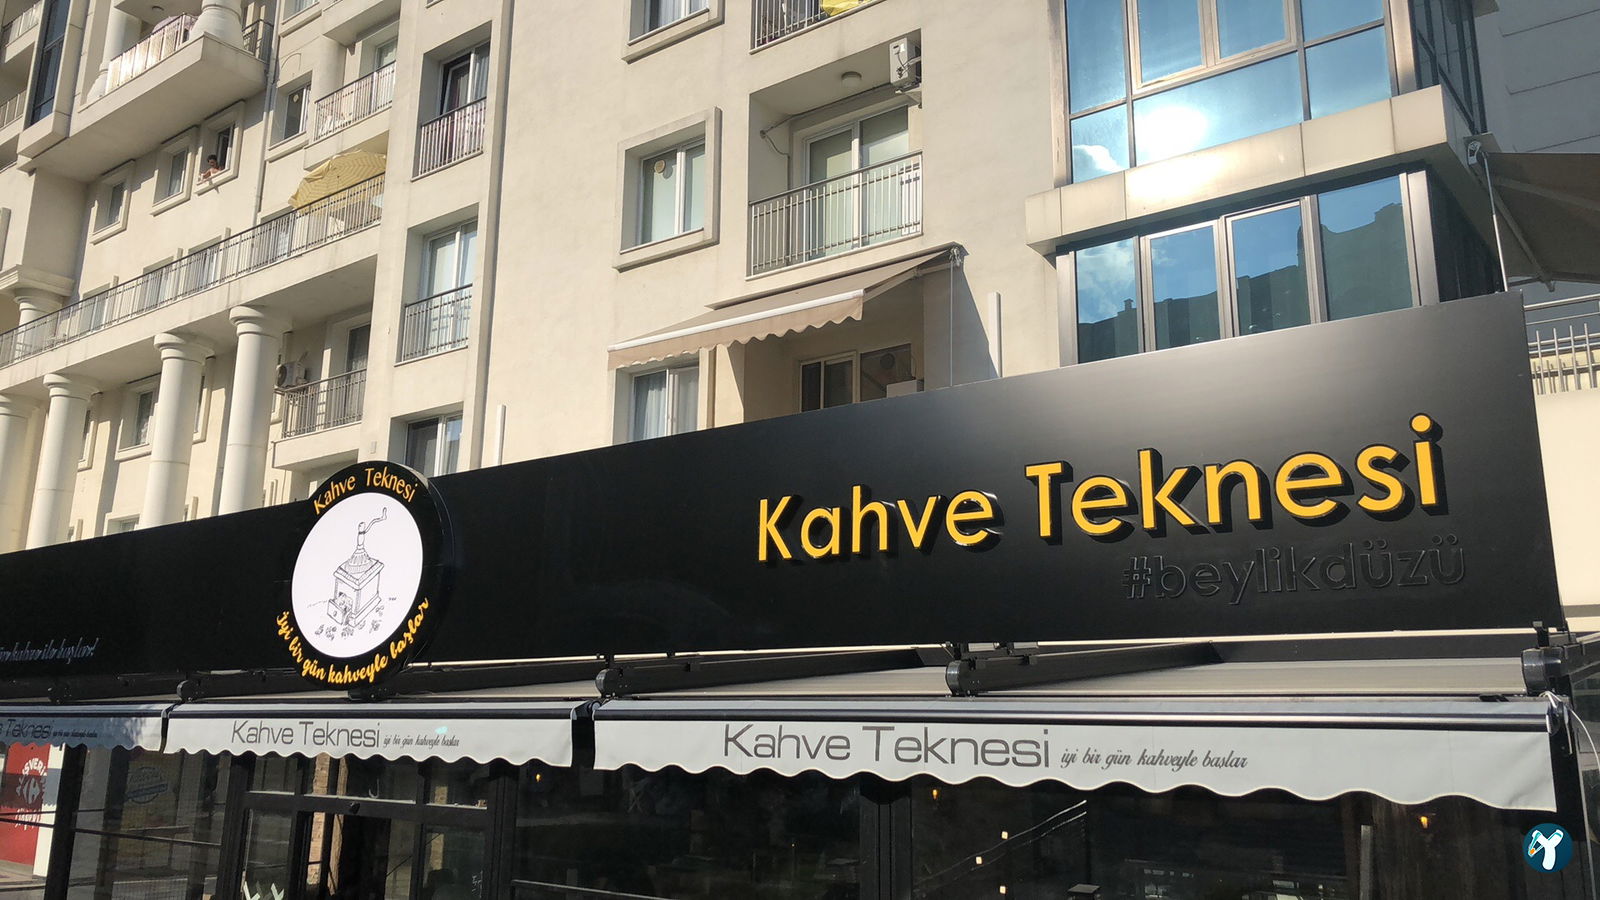 Kahve Teknesi
#beylikdüzü
Kahve Teknesi
iyi bir gün kahveyle başlar
Teknesi
Kahve Teknesi iyi bir gün kahveyle başlar
Kahve Teknesi iyi bir gün kahveyle başlar